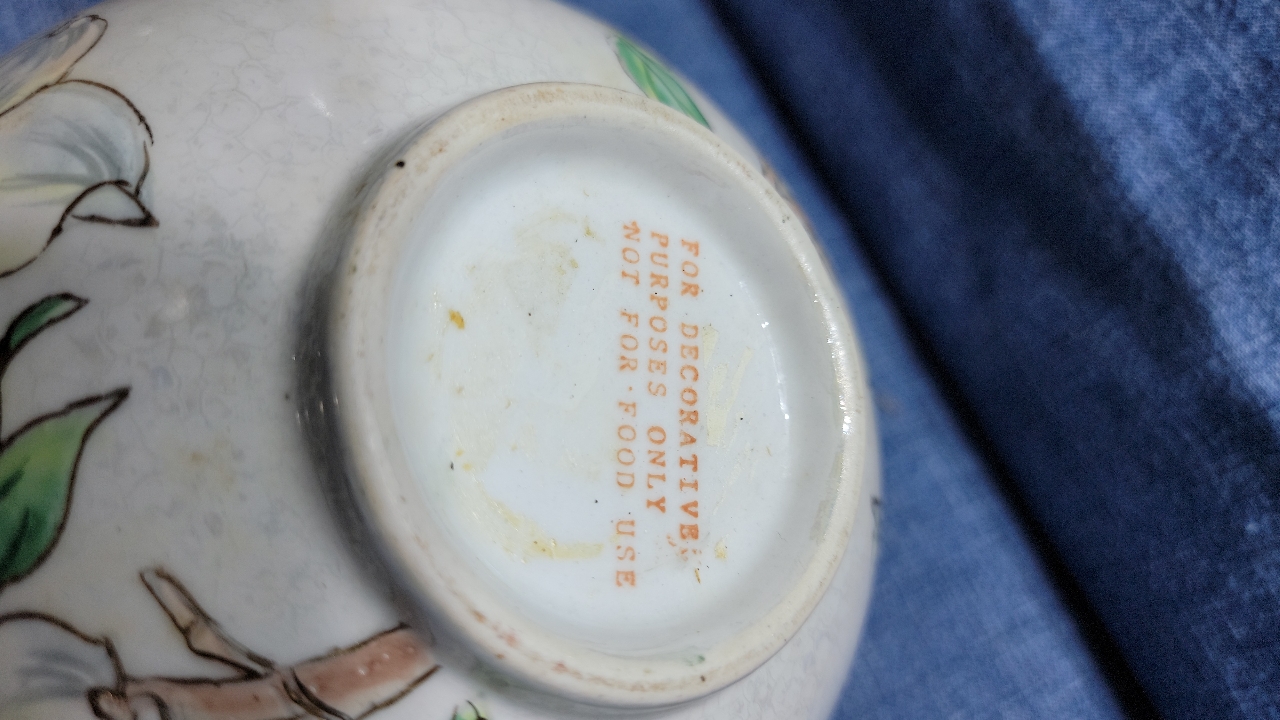 FOR DECORATIVE
PURPOSES ONLY
NOT FOR FOOD USE